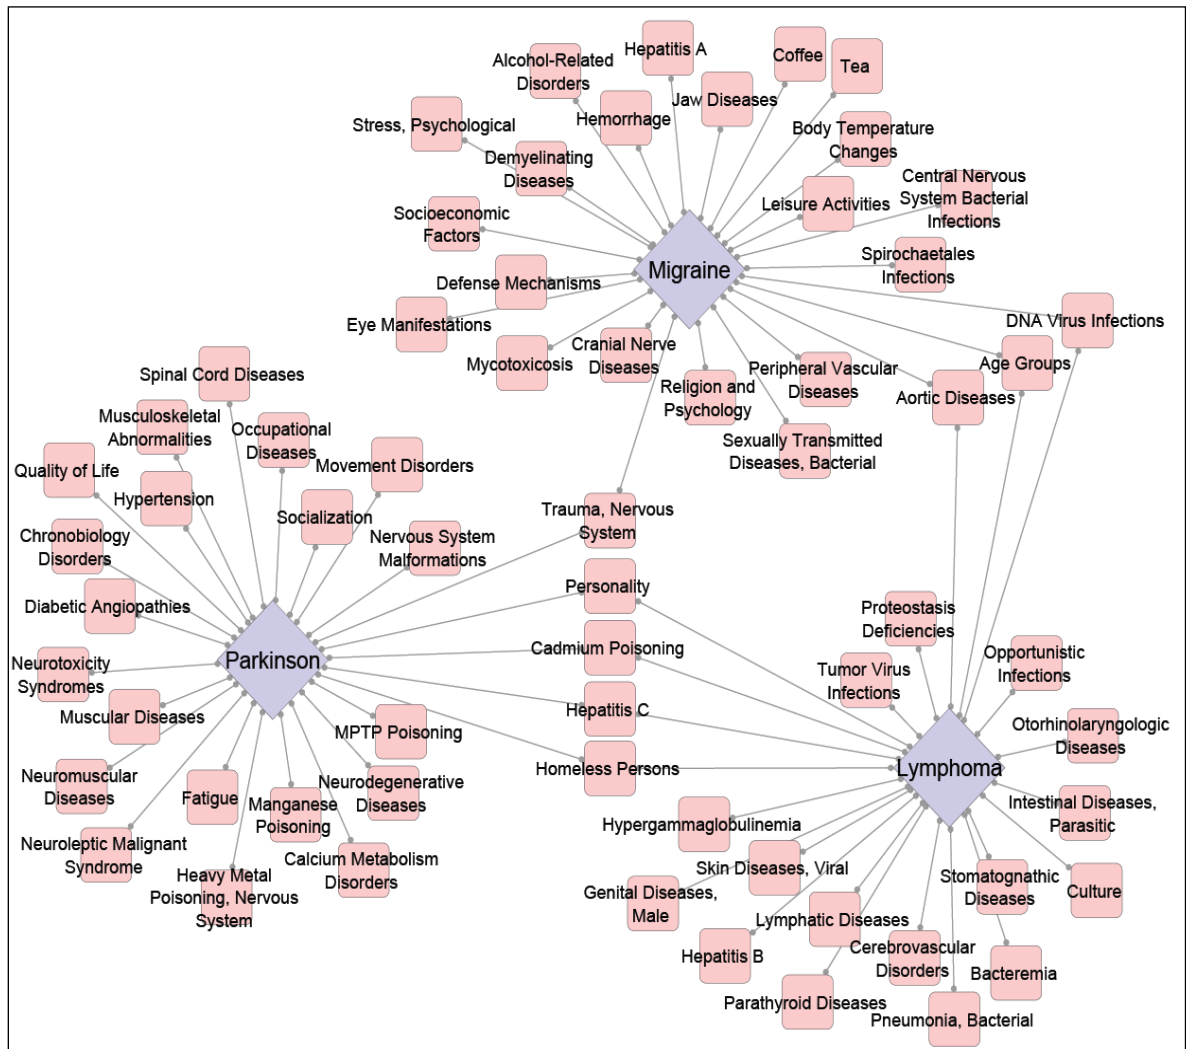 Hepatitis A
Coffee
Tea
Alcohol-Related
Disorders
Jaw Diseases
Hemorrhage
Stress, Psychological
Body Temperature
Changes
Demyelinating
Diseases
Central Nervous
System Bacterial
Infections
Leisure Activities
Socioeconomic
Factors
Spirochaetales
Infections
Migraine
Defense Mechanisms
Eye Manifestations
DNA Virus Infections
Mycotoxicosis
Cranial Nerve
Diseases
Peripheral Vascular
Diseases
Age Groups
Religion and
Psychology
Aortic Diseases
Sexually Transmitted
Diseases, Bacterial
Spinal Cord Diseases
Musculoskeletal
Abnormalities
Occupational
Diseases
Quality of Life
Movement Disorders
Hypertension
Socialization
Trauma, Nervous
System
Chronobiology
Disorders
Nervous System
Malformations
Personality
Diabetic Angiopathies
Proteostasis
Deficiencies
Cadmium Poisoning
Parkinson
Neurotoxicity
Syndromes
Tumor Virus
Infections
Opportunistic
Infections
Muscular Diseases
Hepatitis C
MPTP Poisoning
Otorhinolaryngologic
Diseases
Homeless Persons
Lymphoma
Neuromuscular
Diseases
Fatigue
Manganese
Poisoning
Neurodegenerative
Diseases
Intestinal Diseases,
Parasitic
Hypergammaglobulinemia
Neuroleptic Malignant
Syndrome
Calcium Metabolism
Disorders
Heavy Metal
Poisoning, Nervous
System
Skin Diseases, Viral
Stomatognathic
Diseases
Culture
Genital Diseases,
Male
Lymphatic Diseases
Hepatitis B
Cerebrovascular
Disorders
Bacteremia
Parathyroid Diseases
Pneumonia, Bacterial